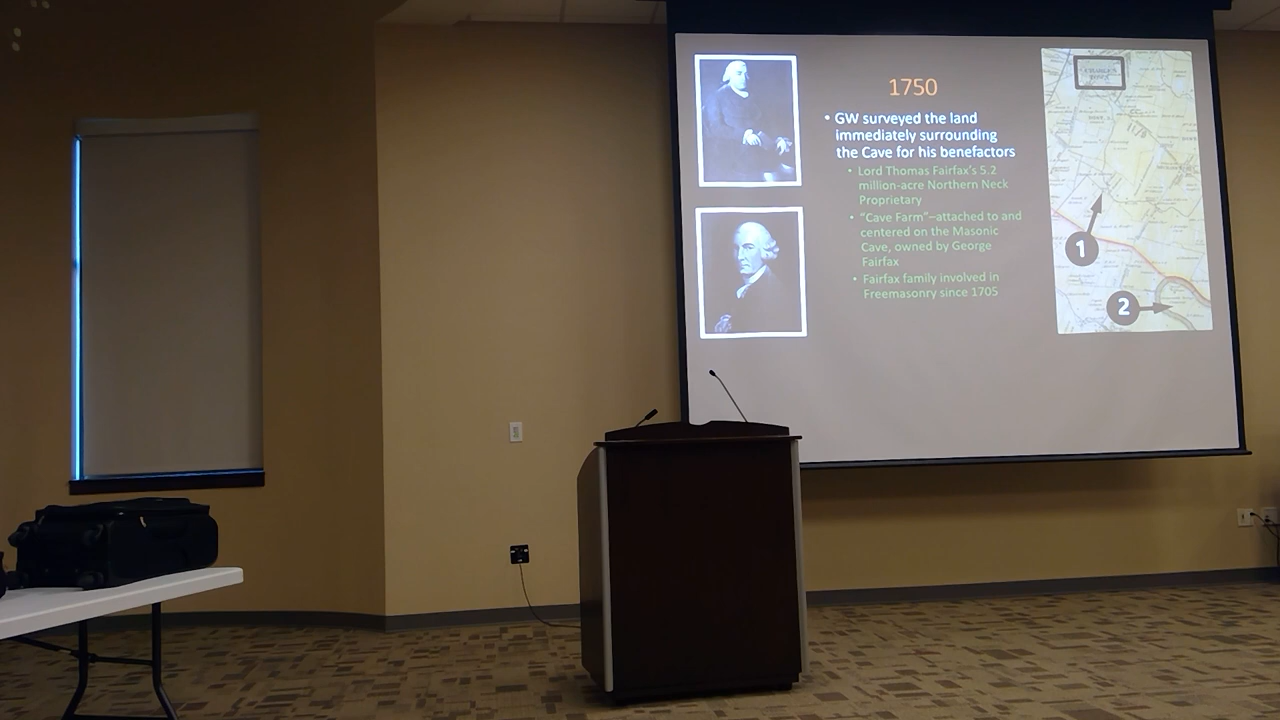 1750
• GW surveyed the land
immediately surrounding
the Cave for his benefactors
• Lord Thomas Fairfax's 5.2
million-acre Northern Neck
Proprietary
• "Cave Farm"–attached to and
centered on the Masonic
Cave, owned by George
Fairfax
• Fairfax family involved in
Freemasonry since 1705
1
2